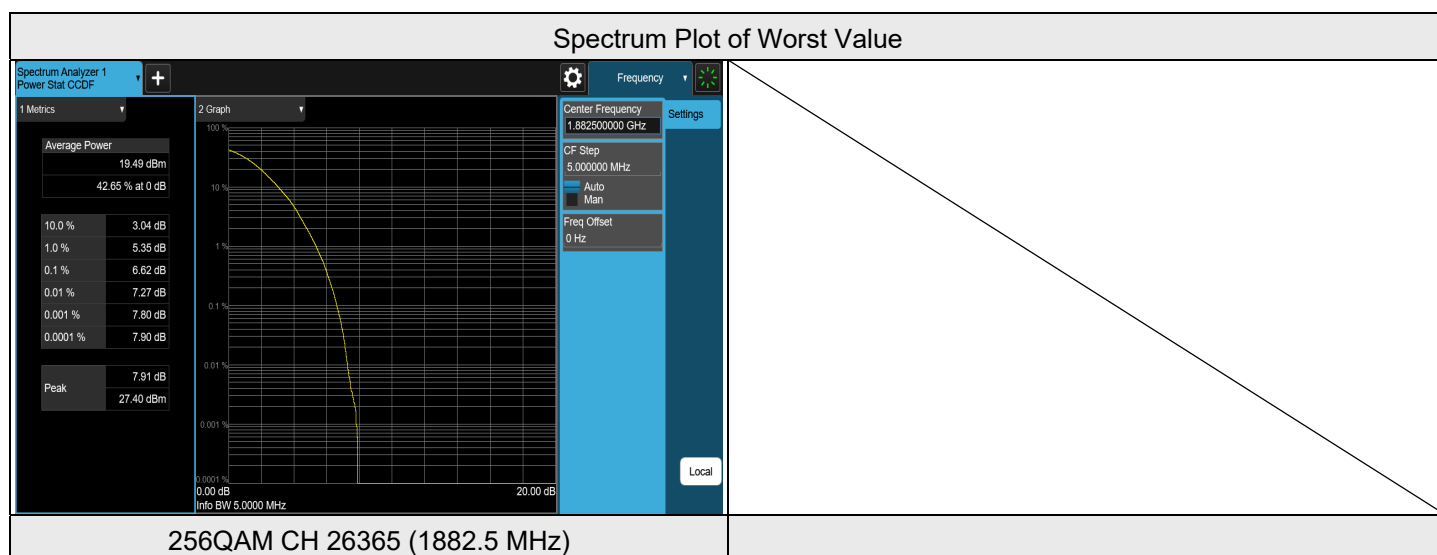 Spectrum Plot of Worst Value
Spectrum Analyzer 1
Power Stat CCDF
+
Frequency
1 Metrics
Average Power
19.49 dBm
42.65 % at 0 dB
10.0 % 3.04 dB
1.0 % 5.35 dB
0.1 % 6.62 dB
0.01 % 7.27 dB
0.001 % 7.80 dB
0.0001 % 7.90 dB
Peak
7.91 dB
27.40 dBm
2 Graph
100 %
10 %
1 %
0.1 %
0.01 %
0.001 %
0.0001 %
0.00 dB 20.00 dB
Info BW 5.0000 MHz
Center Frequency
1.882500000 GHz
CF Step
5.000000 MHz
Auto
Man
Freq Offset
0 Hz
Settings
Local
256QAM CH 26365 (1882.5 MHz)